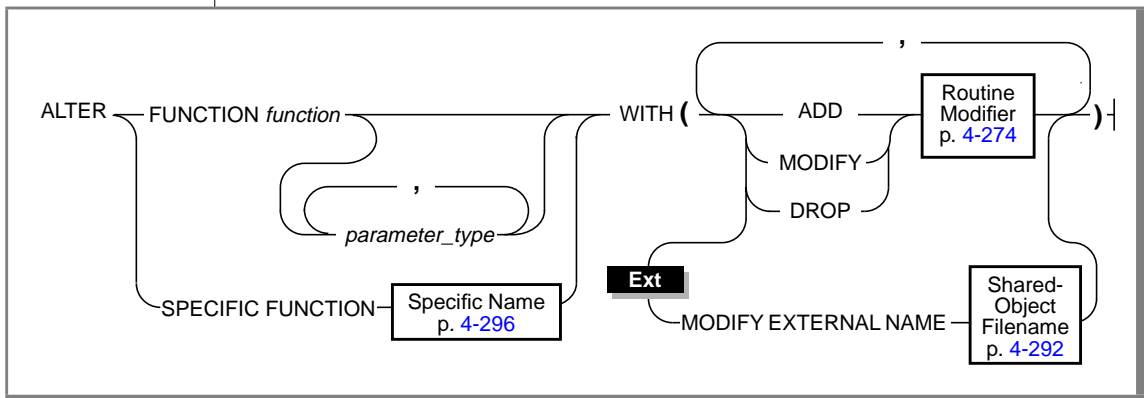 ,
ALTER FUNCTION function WITH ( ADD Routine Modifier p. 4-274 )
MODIFY
DROP
,
parameter_type
Ext
SPECIFIC FUNCTION Specific Name p. 4-296
MODIFY EXTERNAL NAME Shared-Object Filename p. 4-292